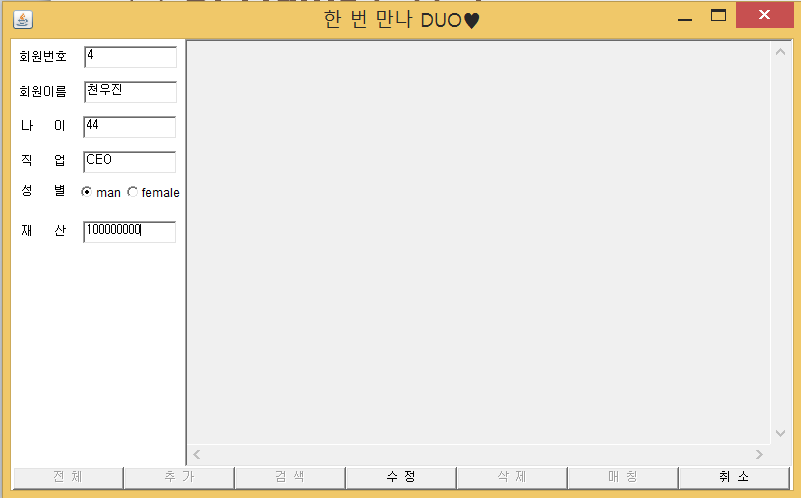 한 번 만나 DUO♥
회원번호 4
회원이름 천우진
나 이 44
직 업 CEO
성 별 man female
재 산 100000000
전 체 추 가 검 색 수 정 삭 제 매 칭 취 소